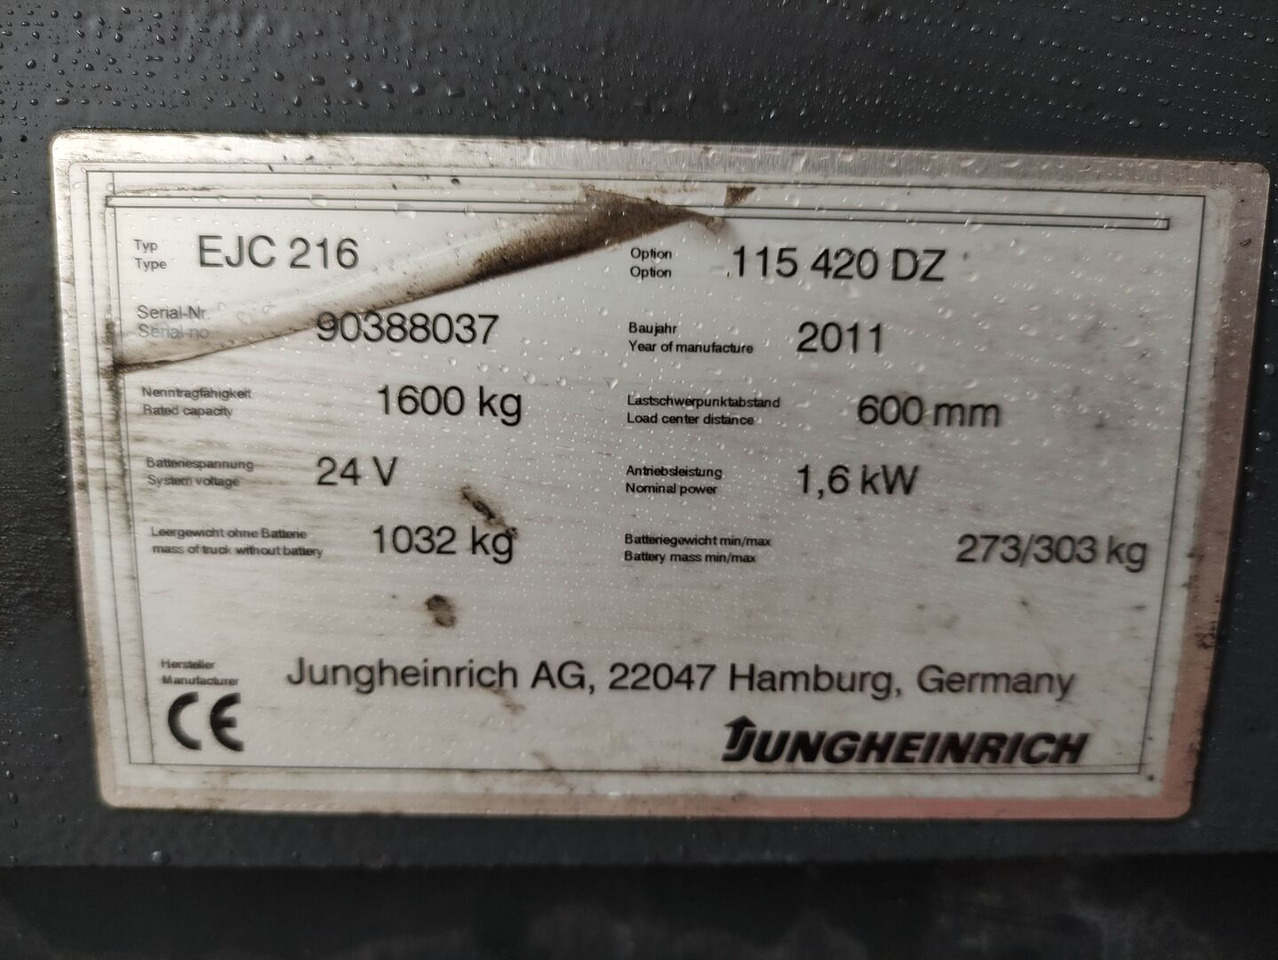 Typ
Type
EJC 216
Option
Option
115 420 DZ
Serial-Nr.
Serial-no
90388037
Baujahr
Year of manufacture
2011
Nenntragfähigkeit
Rated capacity
1600 kg
Lastschwerpunktabstand
Load center distance
600 mm
Batteriespannung
System voltage
24 V
Antriebsleistung
Nominal power
1,6 kW
Leergewicht ohne Batterie
mass of truck without battery
1032 kg
Batteriegewicht min/max
Battery mass min/max
273/303 kg
Hersteller
Manufacturer
Jungheinrich AG, 22047 Hamburg, Germany
CE
JUNGHEINRICH